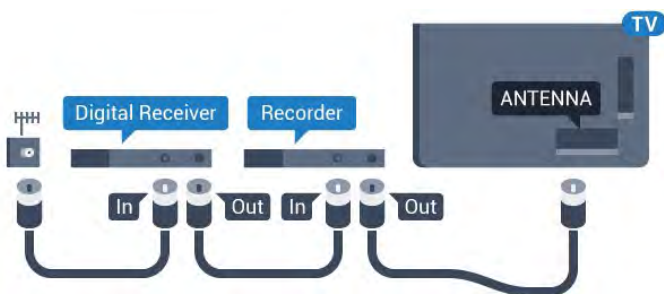 TV
ANTENNA
Digital Receiver
Recorder
In
Out
In
Out